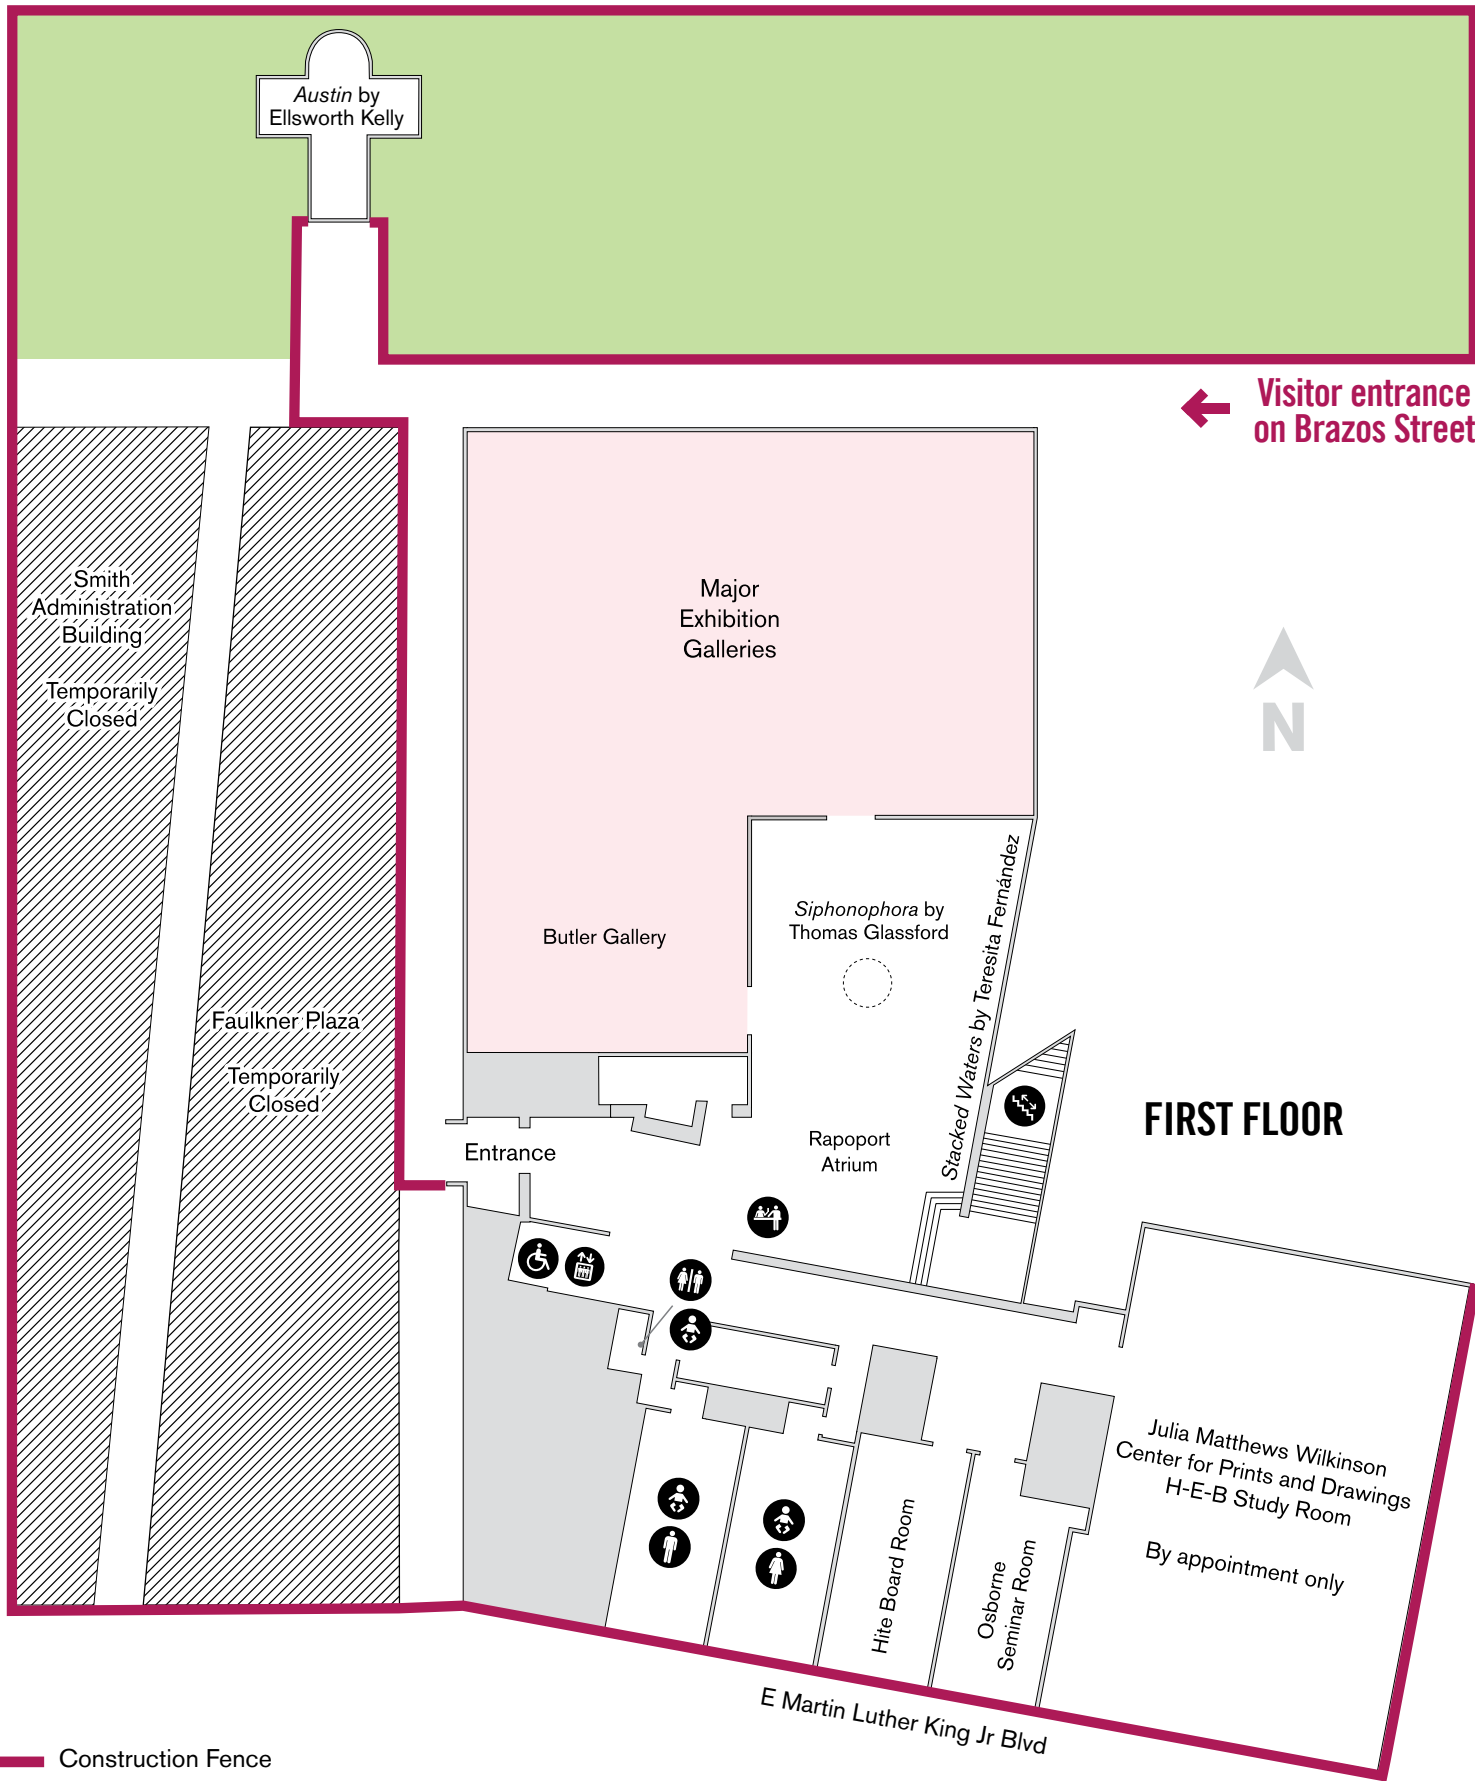 Austin by
Ellsworth Kelly
Visitor entrance
on Brazos Street
Smith
Administration
Building
Temporarily
Closed
Major
Exhibition
Galleries
N
Siphonophora by
Thomas Glassford
Stacked Waters by Teresita Fernández
Butler Gallery
Faulkner Plaza
Temporarily
Closed
FIRST FLOOR
Entrance
Rapoport
Atrium
Julia Matthews Wilkinson
Center for Prints and Drawings
H-E-B Study Room
By appointment only
Hite Board Room
Osborne
Seminar Room
E Martin Luther King Jr Blvd
Construction Fence